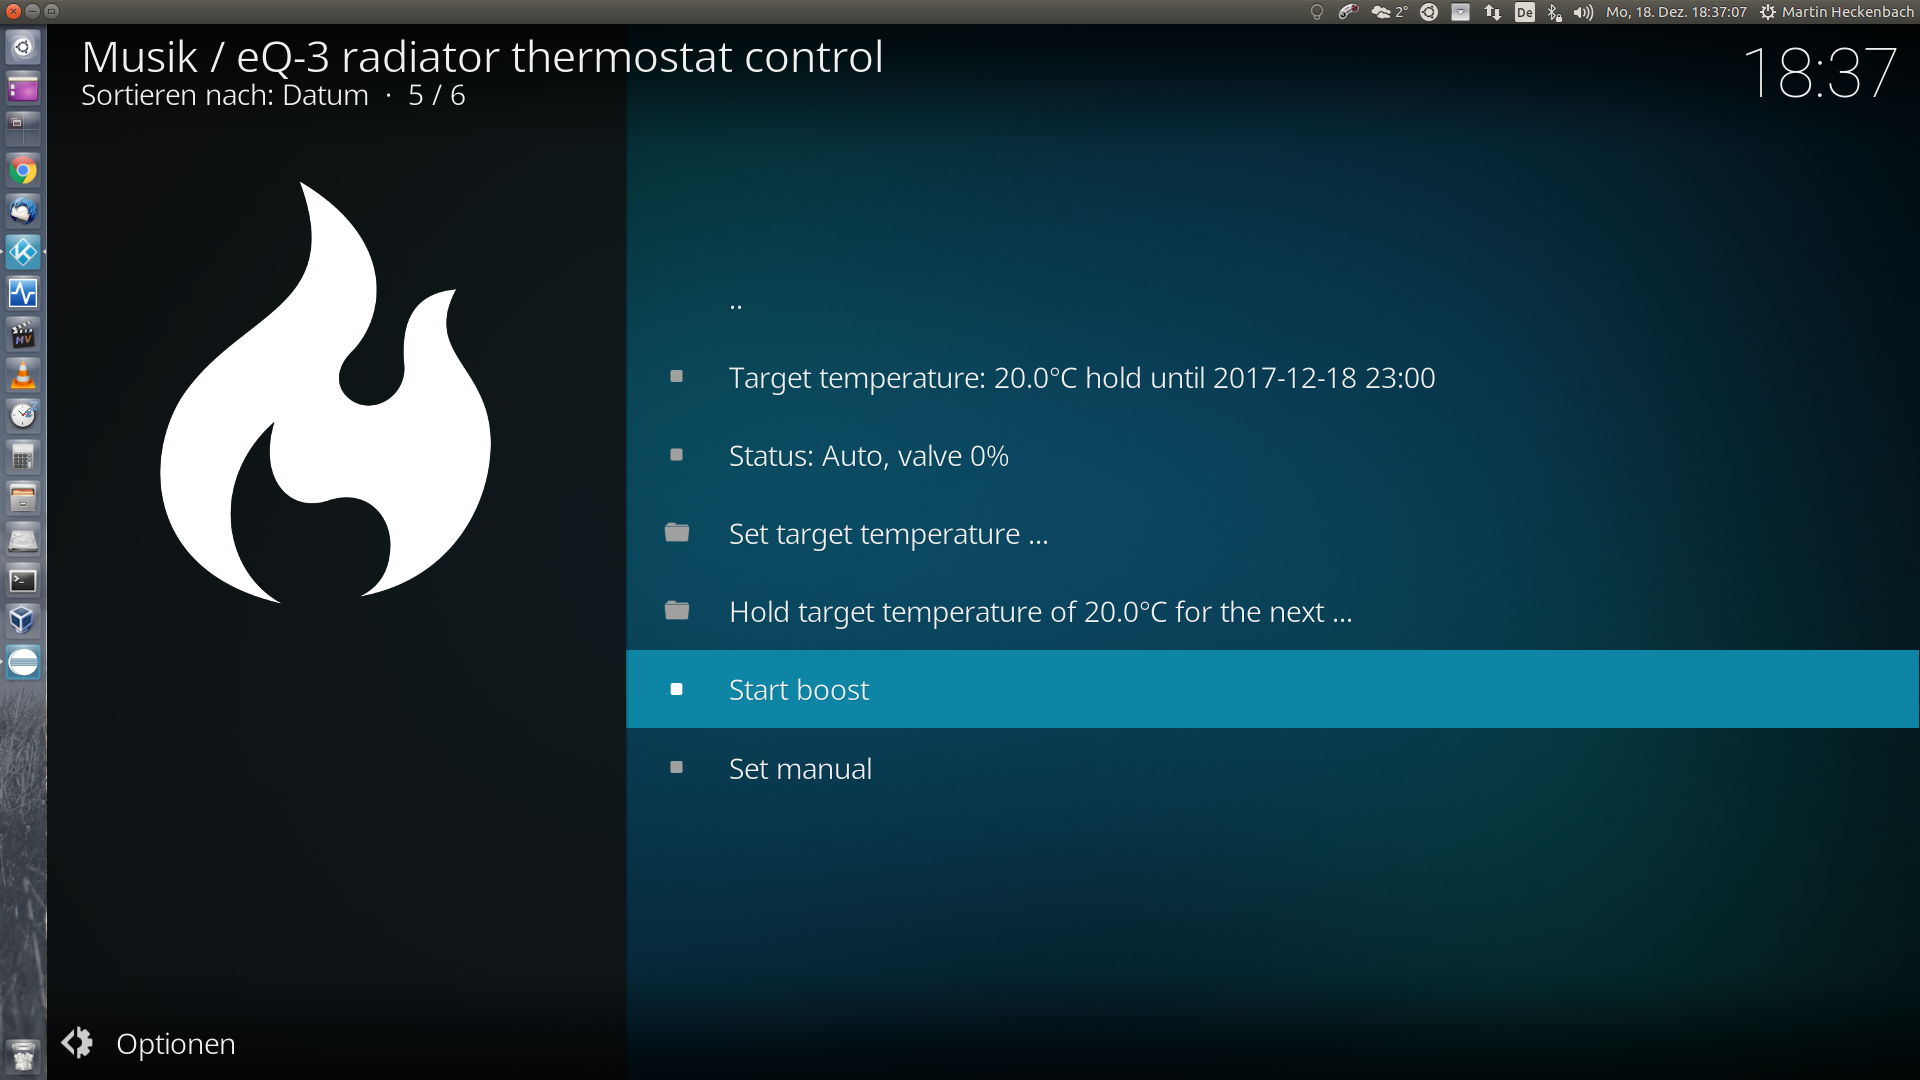 2°
De
Mo, 18. Dez. 18:37:07
Martin Heckenbach
Musik / eQ-3 radiator thermostat control
Sortieren nach: Datum · 5 / 6
18:37
..
Target temperature: 20.0°C hold until 2017-12-18 23:00
Status: Auto, valve 0%
Set target temperature ...
Hold target temperature of 20.0°C for the next ...
Start boost
Set manual
MV
Optionen